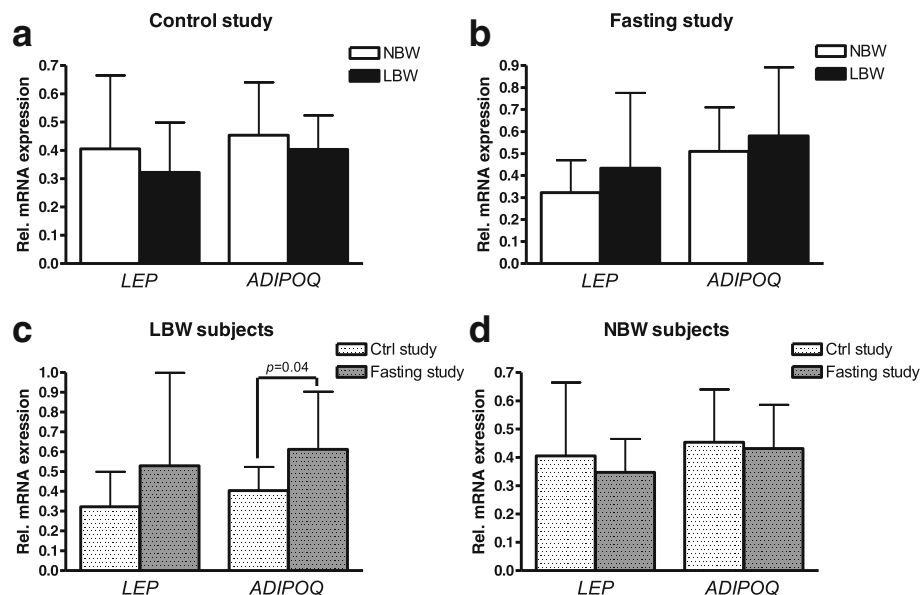 a
Control study
NBW
LBW
Rel. mRNA expression
0.7
0.6
0.5
0.4
0.3
0.2
0.1
0.0
LEP
ADIPOQ
b
Fasting study
NBW
LBW
Rel. mRNA expression
0.9
0.8
0.7
0.6
0.5
0.4
0.3
0.2
0.1
0.0
LEP
ADIPOQ
c
LBW subjects
Ctrl study
Fasting study
p=0.04
Rel. mRNA exression
1.0
0.9
0.8
0.7
0.6
0.5
0.4
0.3
0.2
0.1
0.0
LEP
ADIPOQ
d
NBW subjects
Ctrl study
Fasting study
Rel. mRNA exression
0.7
0.6
0.5
0.4
0.3
0.2
0.1
0.0
LEP
ADIPOQ